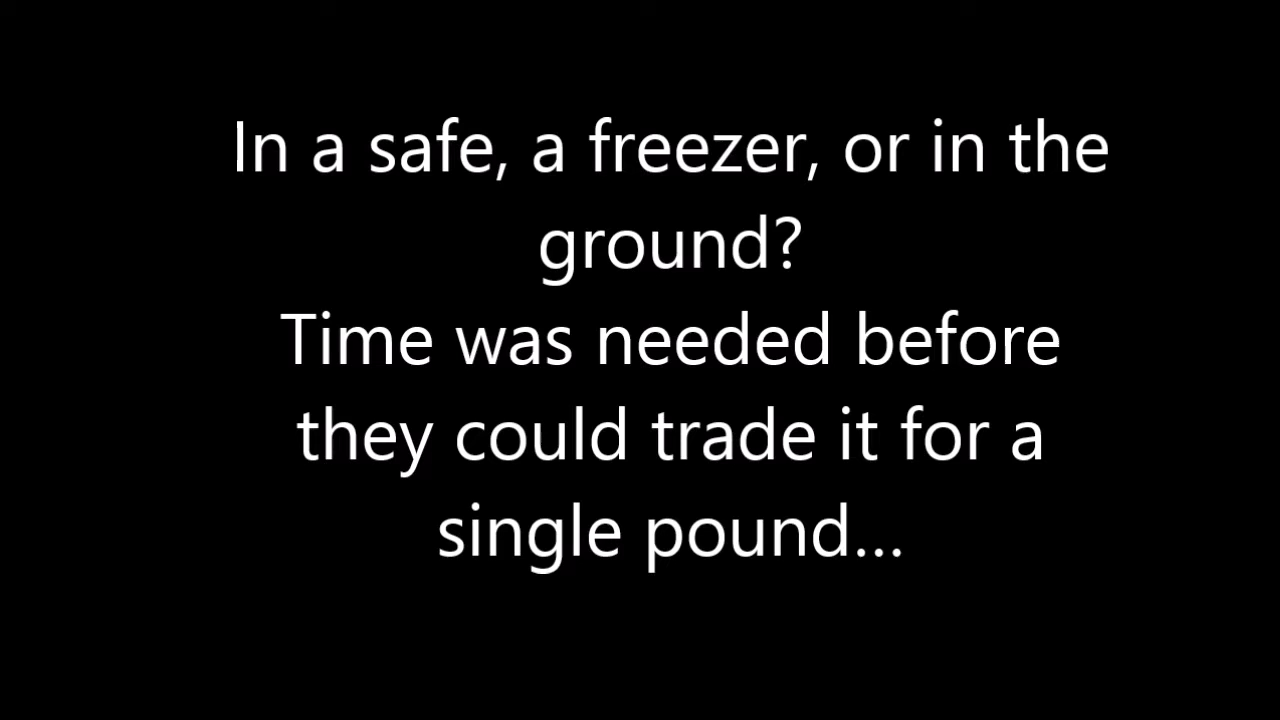 In a safe, a freezer, or in the
ground?
Time was needed before
they could trade it for a
single pound...